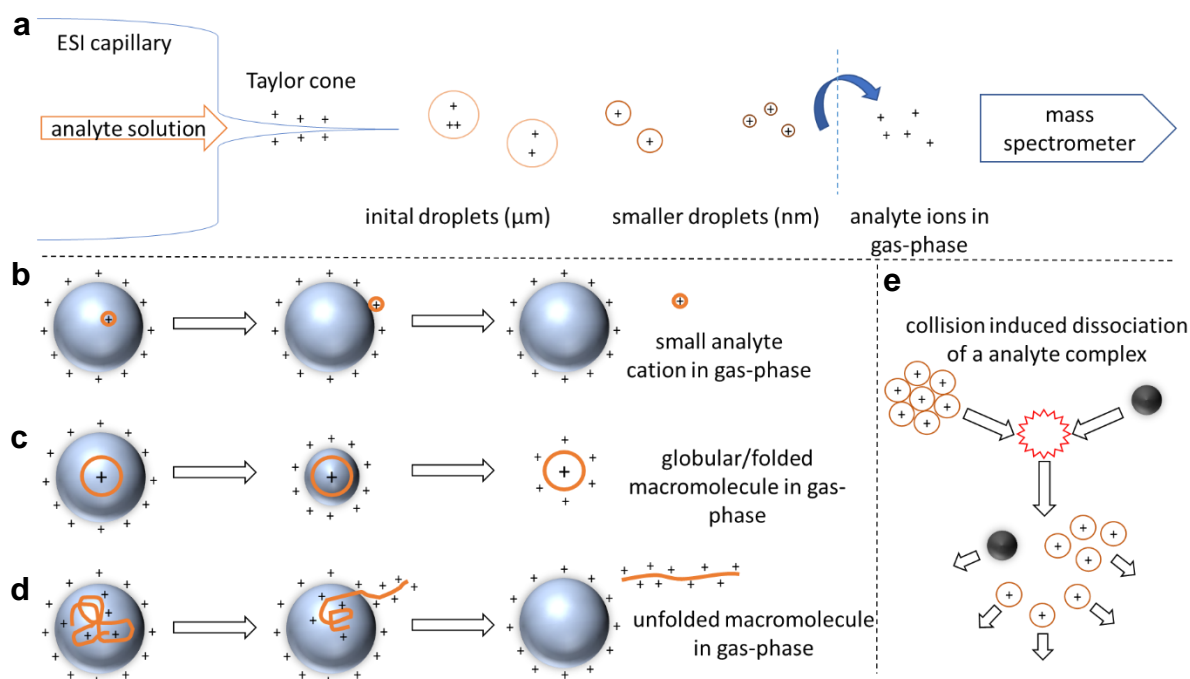 a
ESI capillary
Taylor cone
analyte solution
mass
spectrometer
inital droplets (µm)
smaller droplets (nm)
analyte ions in
gas-phase
b
small analyte
cation in gas-phase
c
globular/folded
macromolecule in gas-
phase
d
unfolded macromolecule
in gas-phase
e
collision induced dissociation
of a analyte complex